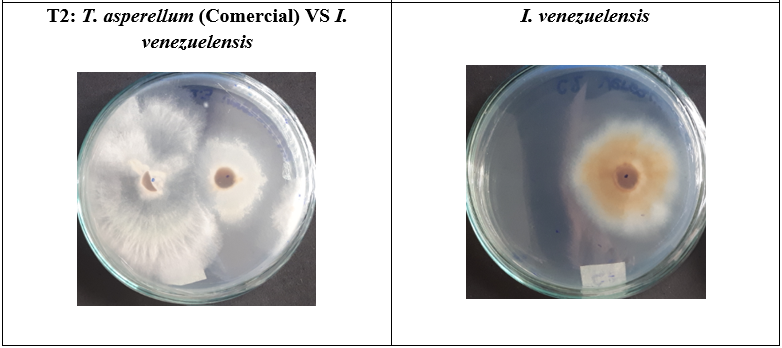 T2: T. asperellum (Comercial) VS I.
venezuelensis
I. venezuelensis